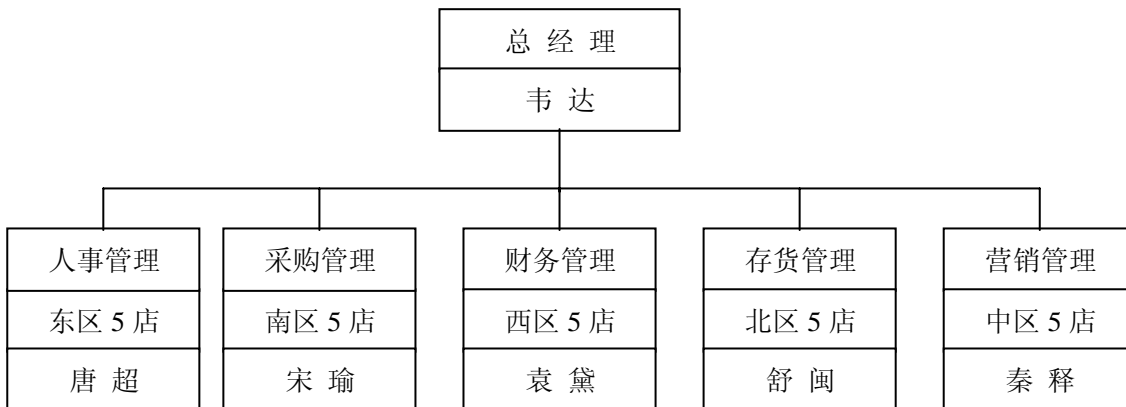 总 经 理
韦 达
人事管理 采购管理 财务管理 存货管理 营销管理
东区 5 店 南区 5 店 西区 5 店 北区 5 店 中区 5 店
唐 超 宋 瑜 袁 黛 舒 闽 秦 释